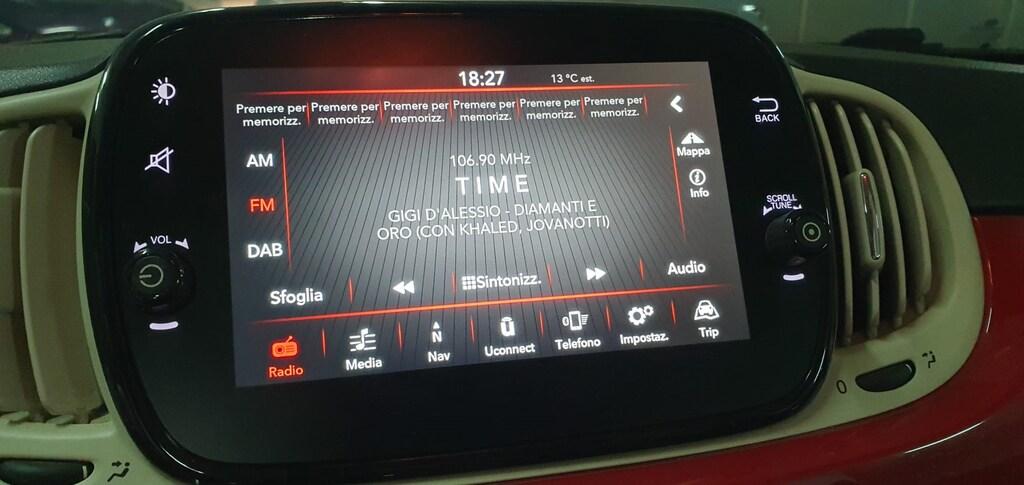 18:27
13 °C est.
Premere per memorizz.
Premere per memorizz.
Premere per memorizz.
Premere per memorizz.
Premere per memorizz.
Premere per memorizz.
BACK
AM
FM
DAB
106.90 MHz
TIME
GIGI D'ALESSIO - DIAMANTI E
ORO (CON KHALED, JOVANOTTI)
Mappa
Info
VOL
SCROLL
TUNE
Sfoglia
Sintonizz.
Audio
Radio
Media
N
Nav
ū
Uconnect
Telefono
Impostaz.
Trip
0